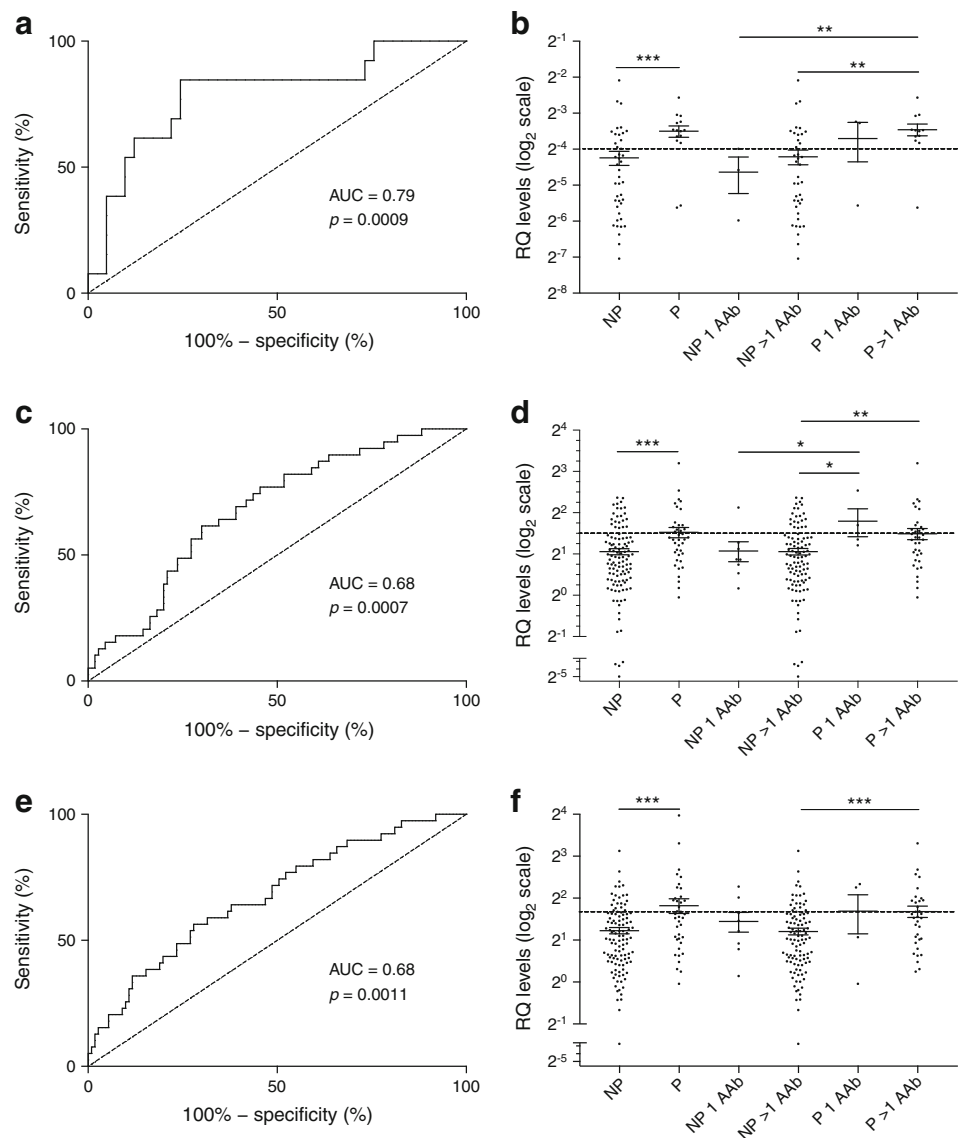 a
100
50
0
0
50
100
Sensitivity (%)
100% – specificity (%)
AUC = 0.79
p = 0.0009
b
2-1
2-2
2-3
2-4
2-5
2-6
2-7
2-8
RQ levels (log2 scale)
***
**
**
NP
P
NP 1 AAb
NP >1 AAb
P 1 AAb
P >1 AAb
c
100
50
0
0
50
100
Sensitivity (%)
100% – specificity (%)
AUC = 0.68
p = 0.0007
d
24
23
22
21
20
2-1
2-5
RQ levels (log2 scale)
***
**
*
*
NP
P
NP 1 AAb
NP >1 AAb
P 1 AAb
P >1 AAb
e
100
50
0
0
50
100
Sensitivity (%)
100% – specificity (%)
AUC = 0.68
p = 0.0011
f
24
23
22
21
20
2-1
2-5
RQ levels (log2 scale)
***
***
NP
P
NP 1 AAb
NP >1 AAb
P 1 AAb
P >1 AAb